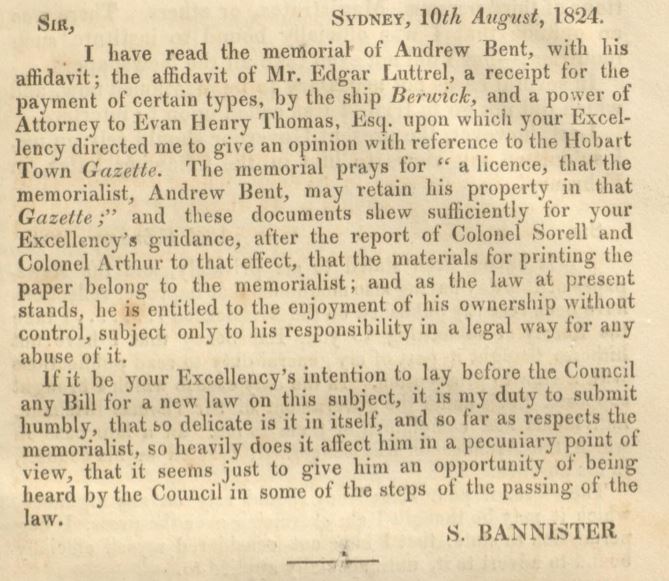 SIR,
SYDNEY, 10th August, 1824.
I have read the memorial of Andrew Bent, with his
affidavit; the affidavit of Mr. Edgar Luttrel, a receipt for the
payment of certain types, by the ship Berwick, and a power of
Attorney to Evan Henry Thomas, Esq. upon which your Excel-
lency directed me to give an opinion with reference to the Hobart
Town Gazette. The memorial prays for “ a licence, that the
memorialist, Andrew Bent, may retain his property in that
Gazette;” and these documents shew sufficiently for your
Excellency's guidance, after the report of Colonel Sorell and
Colonel Arthur to that effect, that the materials for printing the
paper belong to the memorialist; and as the law at present
stands, he is entitled to the enjoyment of his ownership without
control, subject only to his responsibility in a legal way for any
abuse of it.
If it be your Excellency's intention to lay before the Council
any Bill for a new law on this subject, it is my duty to submit
humbly, that so delicate is it in itself, and so far as respects the
memorialist, so heavily does it affect him in a pecuniary point of
view, that it seems just to give him an opportunity of being
heard by the Council in some of the steps of the passing of the
law.
S. BANNISTER